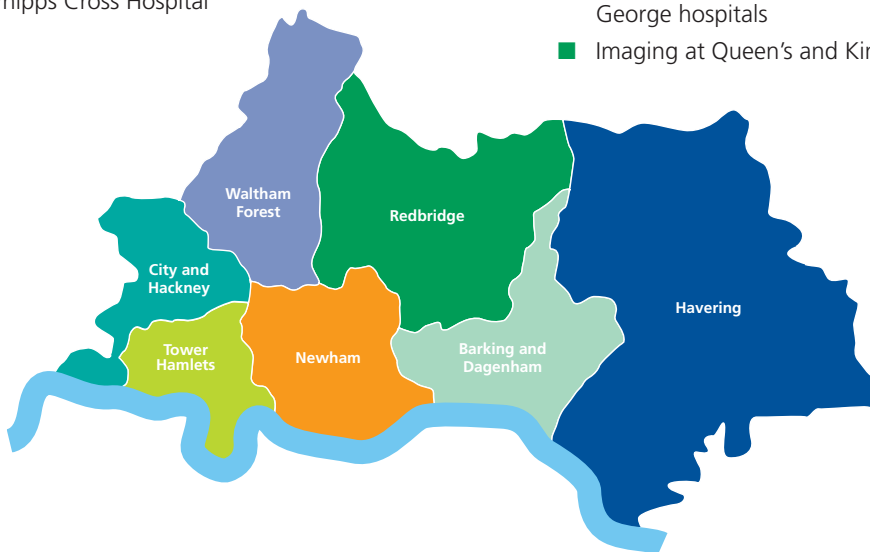 hipps Cross Hospital
George hospitals
Imaging at Queen's and
Waltham
Forest
Redbridge
City and
Hackney
Havering
Tower
Hamlets
Newham
Barking and
Dagenham